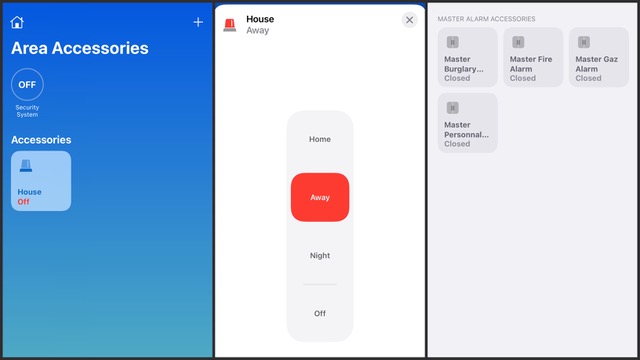 Area Accessories
OFF
Security
System
Accessories
House
Off
House
Away
Home
Away
Night
Off
MASTER ALARM ACCESSORIES
Master
Burglary...
Closed
Master Fire
Alarm
Closed
Master Gaz
Alarm
Closed
Master
Personnal...
Closed